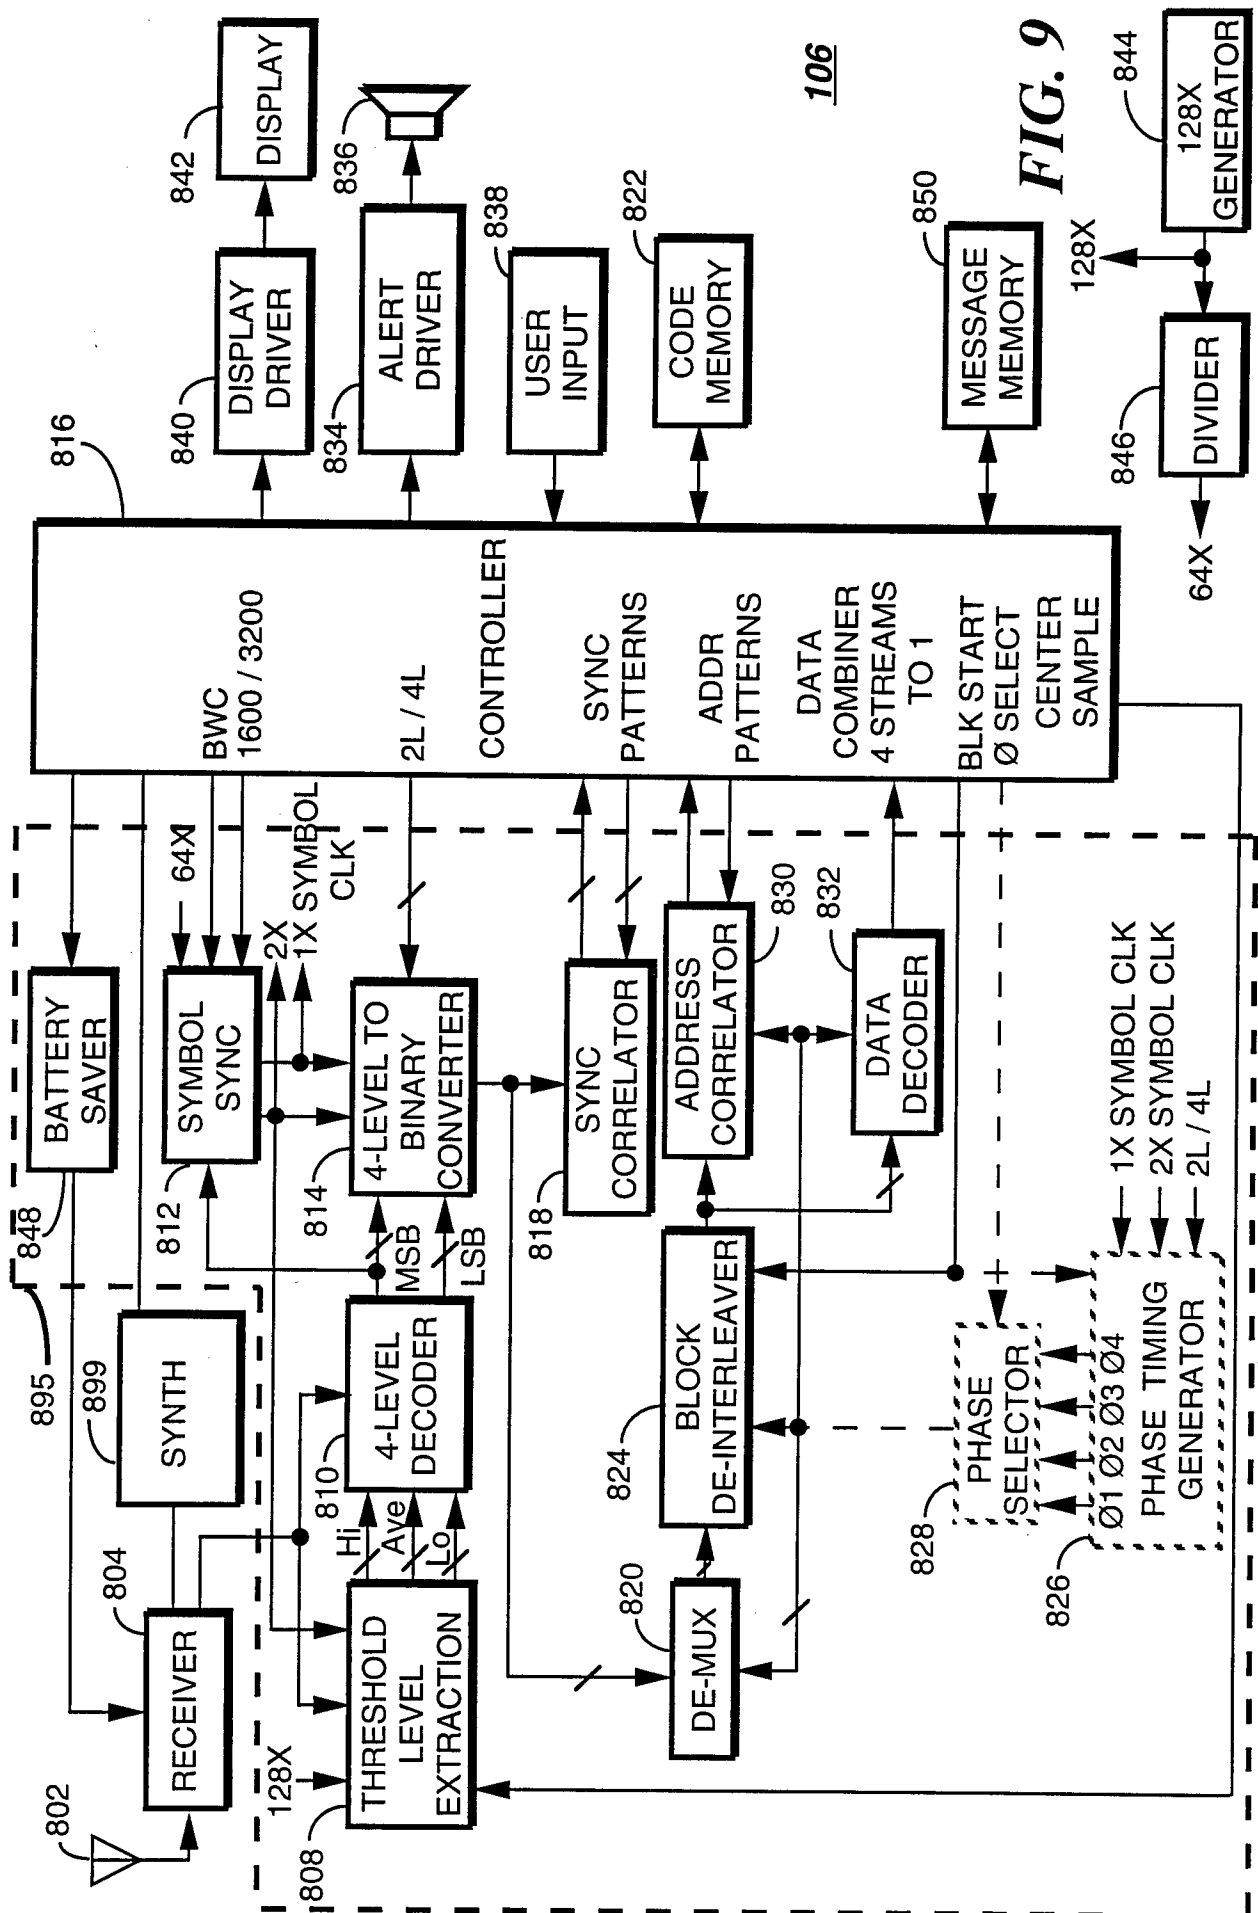 802
RECEIVER
804
SYNTH
899
895
848
BATTERY
SAVER
816
840
DISPLAY
DRIVER
842
DISPLAY
812
SYMBOL
SYNC
64X
BWC
1600 / 3200
2X
1X SYMBOL
CLK
834
ALERT
DRIVER
836
128X
808
THRESHOLD
LEVEL
EXTRACTION
Hi
Ave
Lo
810
4-LEVEL
DECODER
MSB
LSB
814
4-LEVEL TO
BINARY
CONVERTER
2L / 4L
CONTROLLER
USER
INPUT
838
818
SYNC
CORRELATOR
SYNC
PATTERNS
CODE
MEMORY
822
820
DE-MUX
824
BLOCK
DE-INTERLEAVER
ADDRESS
CORRELATOR
830
ADDR
PATTERNS
DATA
DECODER
832
DATA
COMBINER
4 STREAMS
TO 1
BLK START
Ø SELECT
CENTER
SAMPLE
MESSAGE
MEMORY
850
828
PHASE
SELECTOR
826
Ø1 Ø2 Ø3 Ø4
PHASE TIMING
GENERATOR
1X SYMBOL CLK
2X SYMBOL CLK
2L / 4L
64X
846
DIVIDER
128X
128X
GENERATOR
844
106
FIG. 9